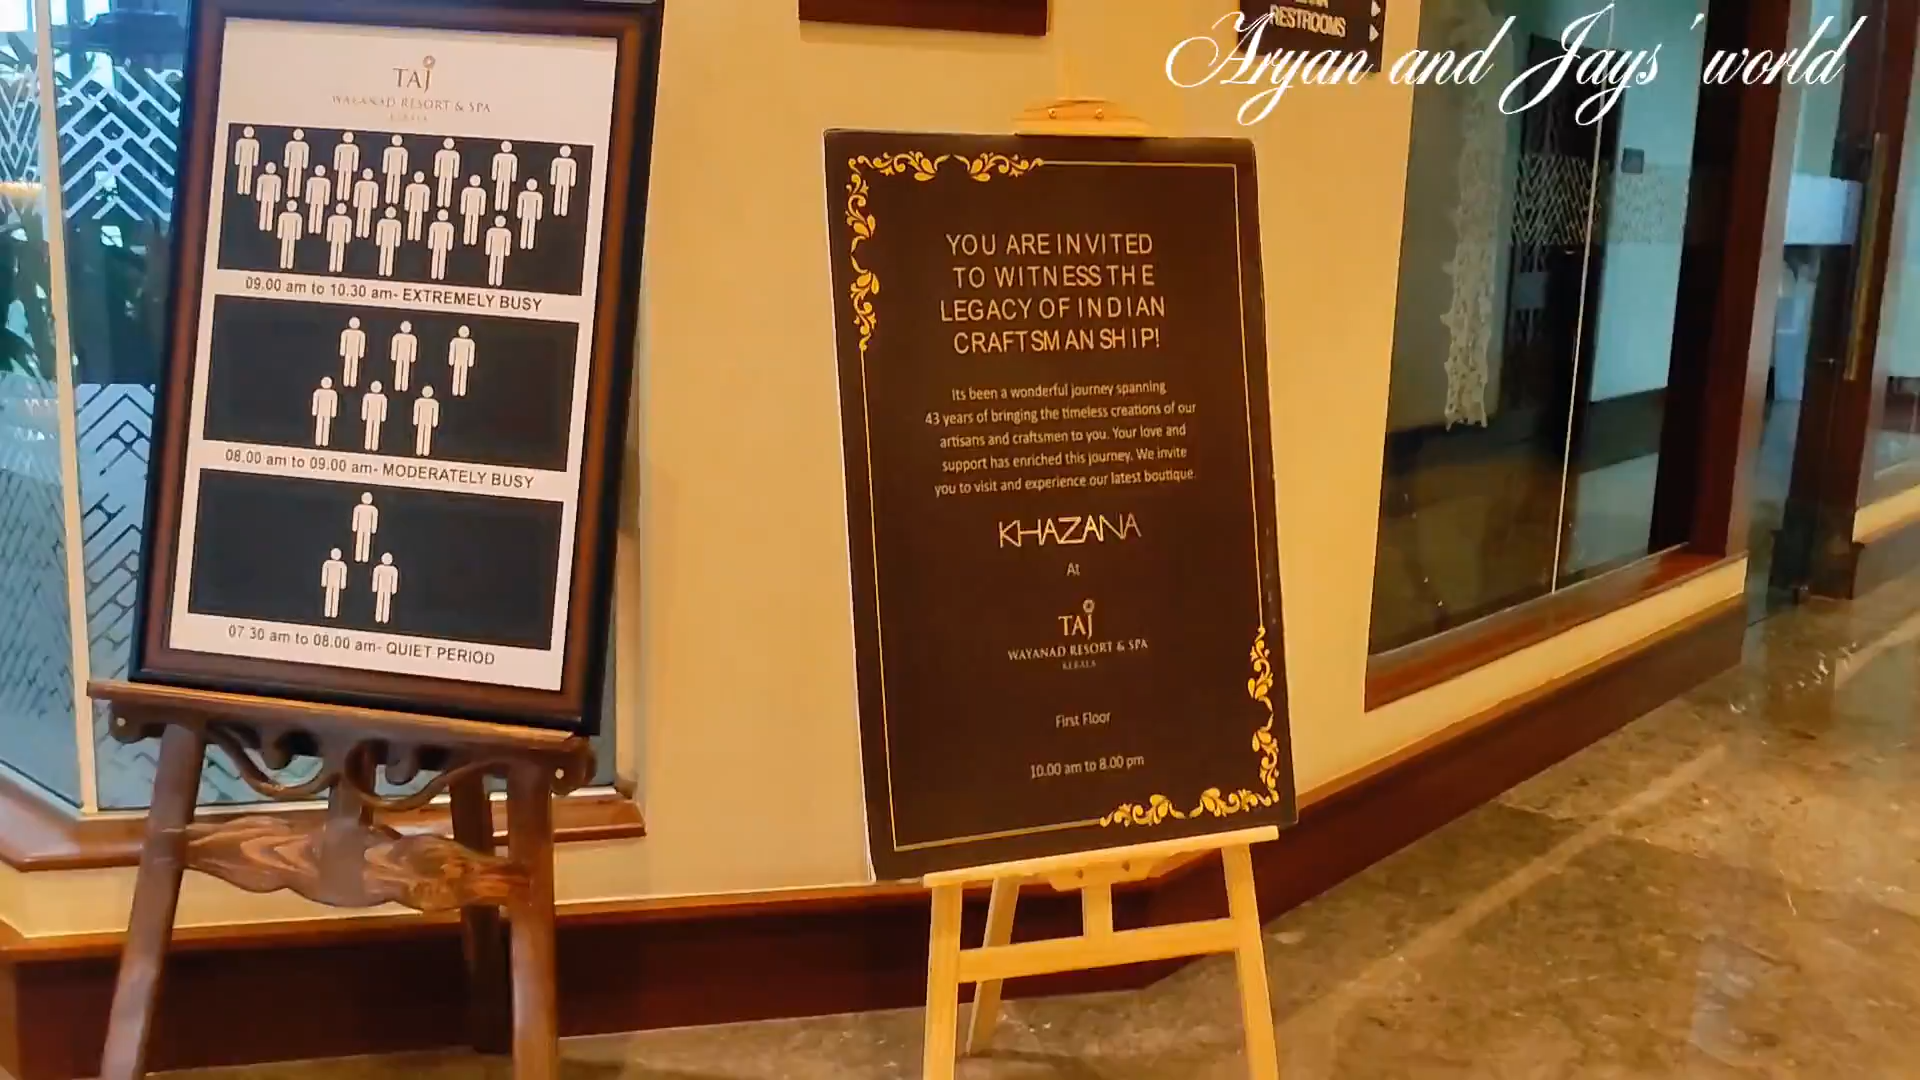 TAJ
WAYANAD RESORT & SPA
KERALA
09.00 am to 10.30 am- EXTREMELY BUSY
08.00 am to 09.00 am- MODERATELY BUSY
07.30 am to 08.00 am- QUIET PERIOD
YOU ARE INVITED
TO WITNESS THE
LEGACY OF INDIAN
CRAFTSMANSHIP!
Its been a wonderful journey spanning
43 years of bringing the timeless creations of our
artisans and craftsmen to you. Your love and
support has enriched this journey. We invite
you to visit and experience our latest boutique.
KHAZANA
At
TAJ
WAYANAD RESORT & SPA
KERALA
First Floor
10.00 am to 8.00 pm
RESTROOMS
Aryan and Jays' world